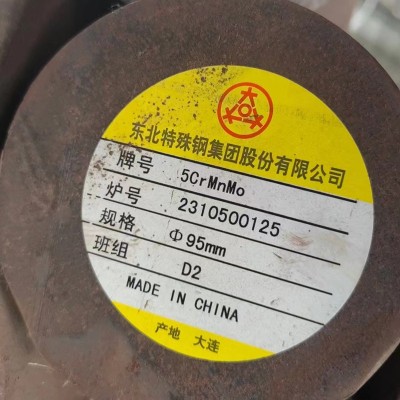 东北特殊钢集团股份有限公司
牌号 5CrMnMo
炉号 2310500125
规格 Φ95mm
班组 D2
MADE IN CHINA
产地 大连